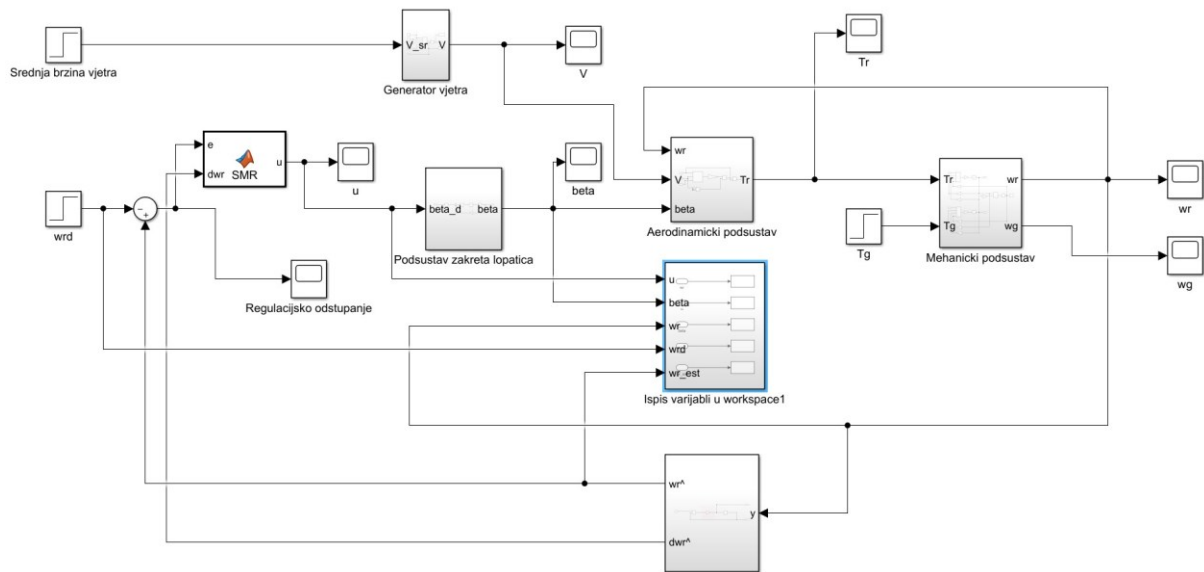 Srednja brzina vjetra
V_sr
V
Generator vjetra
V
Tr
e
dwr
u
SMR
u
wrd
-
+
Regulacijsko odstupanje
beta_d
beta
Podsustav zakreta lopatica
beta
wr
V
beta
Tr
Aerodinamicki podsustav
Tg
Tr
Tg
wr
wg
Mehanicki podsustav
wr
wg
u
beta
wr
wrd
wr_est
Ispis varijabli u workspace1
wr^
dwr^
y